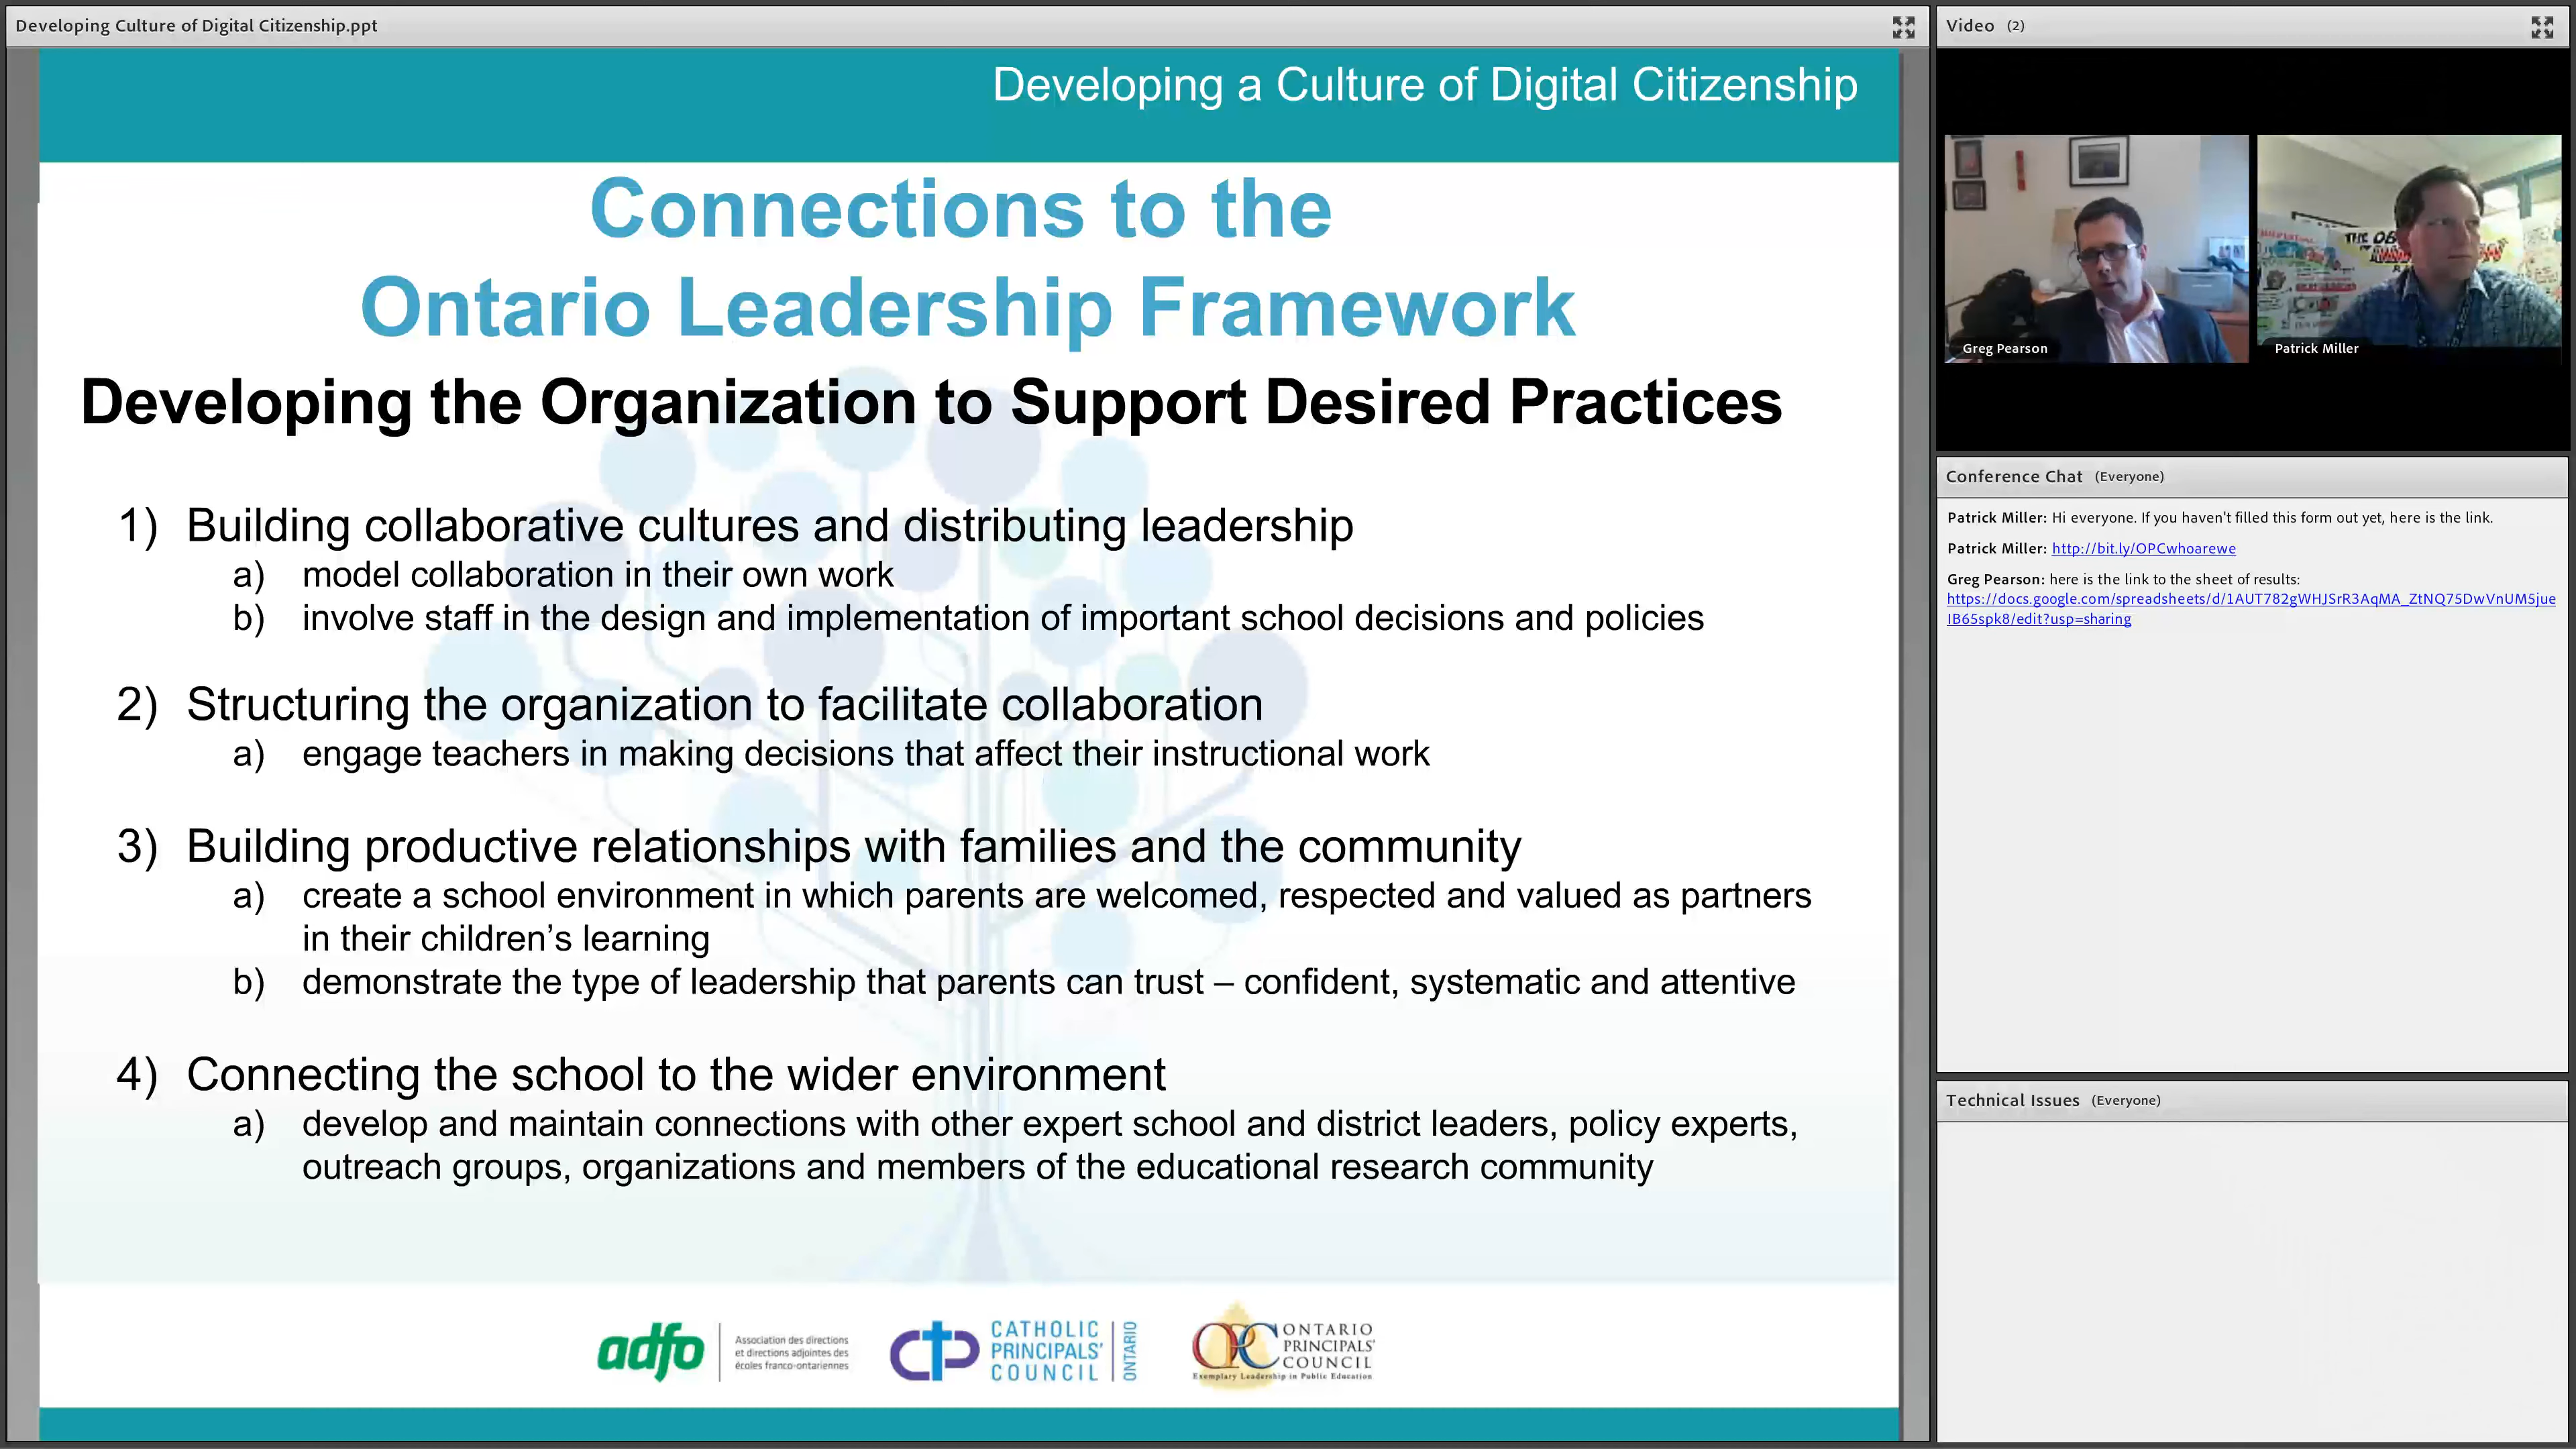 Developing Culture of Digital Citizenship.ppt
Developing a Culture of Digital Citizenship
Connections to the
Ontario Leadership Framework
Developing the Organization to Support Desired Practices
1) Building collaborative cultures and distributing leadership
a) model collaboration in their own work
b) involve staff in the design and implementation of important school decisions and policies
2) Structuring the organization to facilitate collaboration
a) engage teachers in making decisions that affect their instructional work
3) Building productive relationships with families and the community
a) create a school environment in which parents are welcomed, respected and valued as partners
in their children’s learning
b) demonstrate the type of leadership that parents can trust – confident, systematic and attentive
4) Connecting the school to the wider environment
a) develop and maintain connections with other expert school and district leaders, policy experts,
outreach groups, organizations and members of the educational research community
adfo
Association des directions
et directions adjointes des
écoles franco-ontariennes
CATHOLIC
PRINCIPALS'
COUNCIL
ONTARIO
OPC
ONTARIO
PRINCIPALS'
COUNCIL
Exemplary Leadership in Public Education
Video (2)
THE OB
Greg Pearson
Patrick Miller
Conference Chat (Everyone)
Patrick Miller: Hi everyone. If you haven't filled this form out yet, here is the link.
Patrick Miller: http://bit.ly/OPCwhoarewe
Greg Pearson: here is the link to the sheet of results:
https://docs.google.com/spreadsheets/d/1AUT782gWHJSrR3AqMA_ZtNQ75DwVnUM5jue
IB65spk8/edit?usp=sharing
Technical Issues (Everyone)